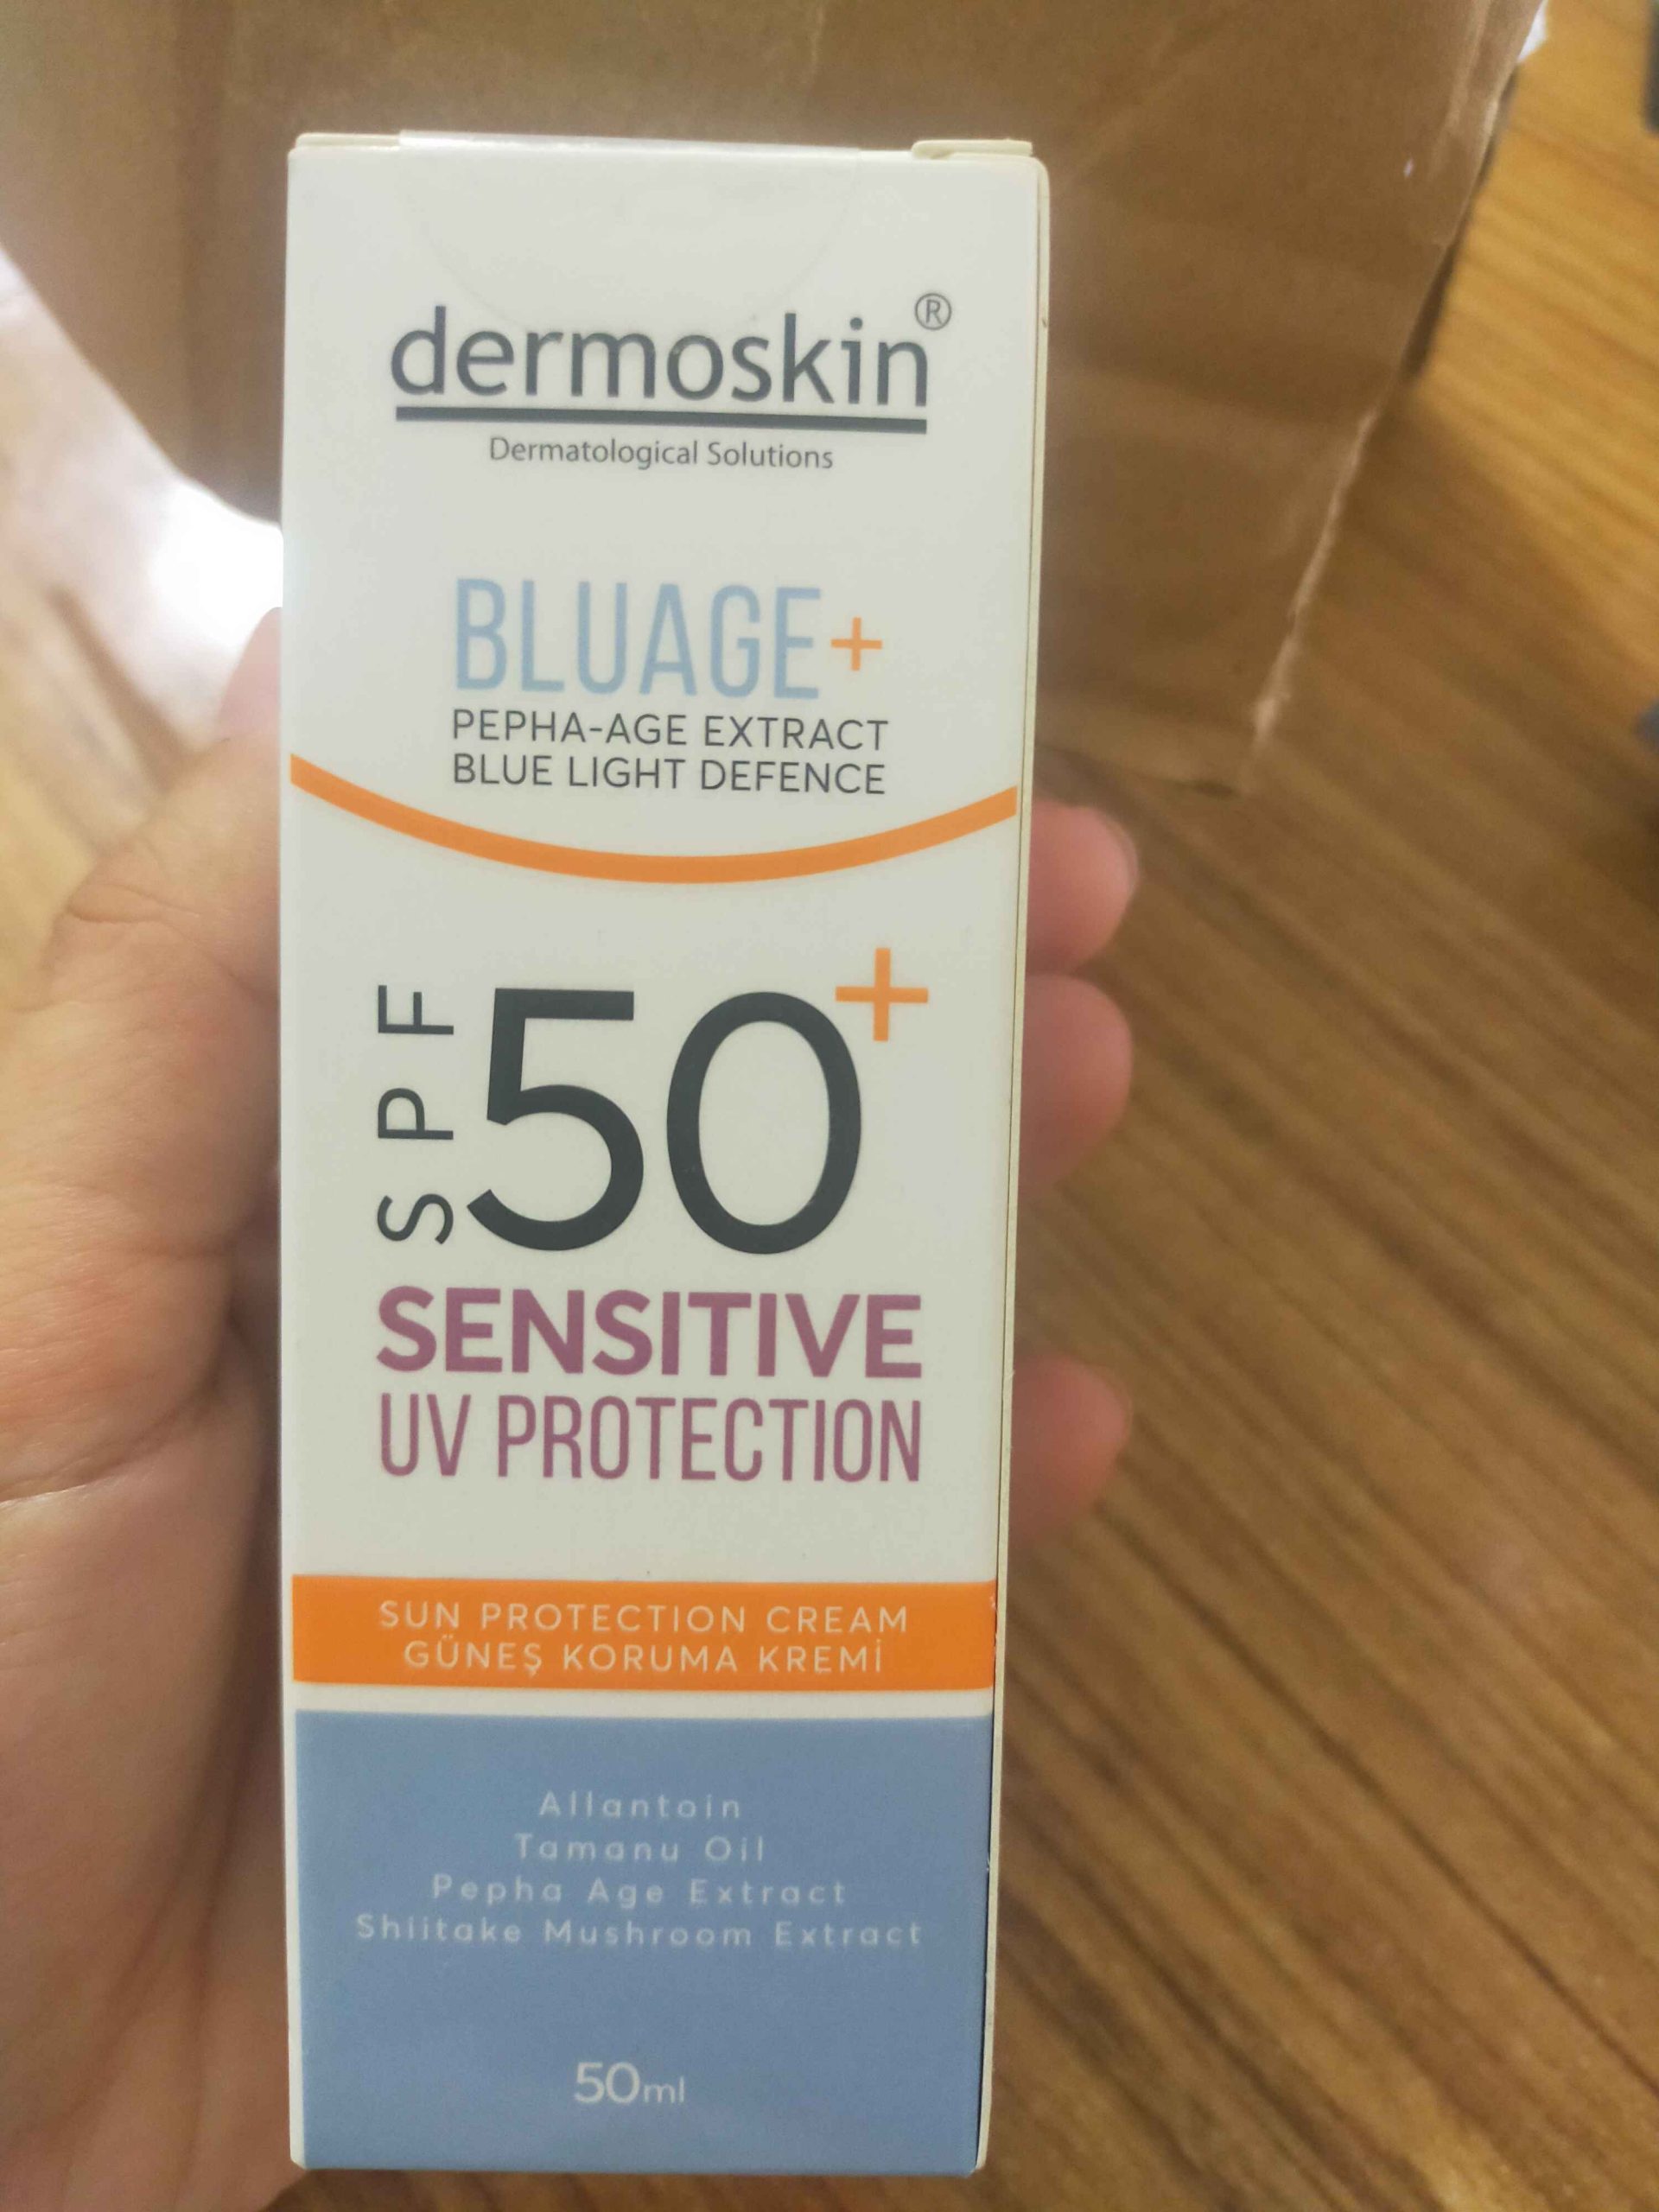 dermoskin®
Dermatological Solutions
BLUAGE+
PEPHA-AGE EXTRACT
BLUE LIGHT DEFENCE
SPF 50+
SENSITIVE
UV PROTECTION
SUN PROTECTION CREAM
GÜNEŞ KORUMA KREMİ
Allantoin
Tamanu Oil
Pepha Age Extract
Shiitake Mushroom Extract
50ml